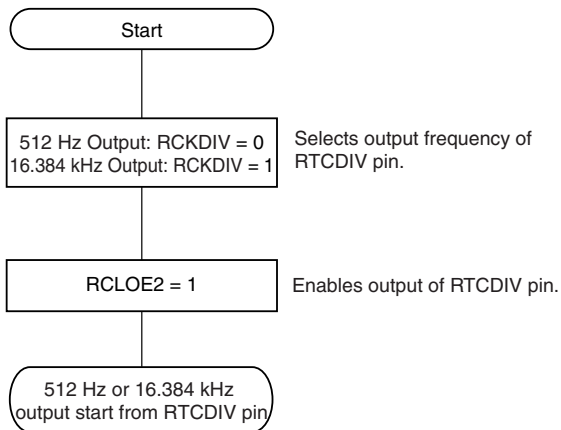 Start
512 Hz Output: RCKDIV = 0
16.384 kHz Output: RCKDIV = 1
Selects output frequency of
RTCDIV pin.
RCLOE2 = 1
Enables output of RTCDIV pin.
512 Hz or 16.384 kHz
output start from RTCDIV pin